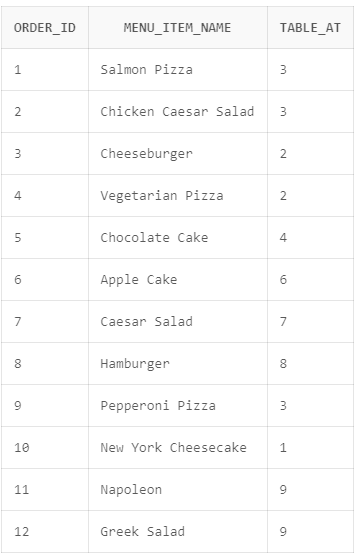 ORDER_ID MENU_ITEM_NAME TABLE_AT
1 Salmon Pizza 3
2 Chicken Caesar Salad 3
3 Cheeseburger 2
4 Vegetarian Pizza 2
5 Chocolate Cake 4
6 Apple Cake 6
7 Caesar Salad 7
8 Hamburger 8
9 Pepperoni Pizza 3
10 New York Cheesecake 1
11 Napoleon 9
12 Greek Salad 9